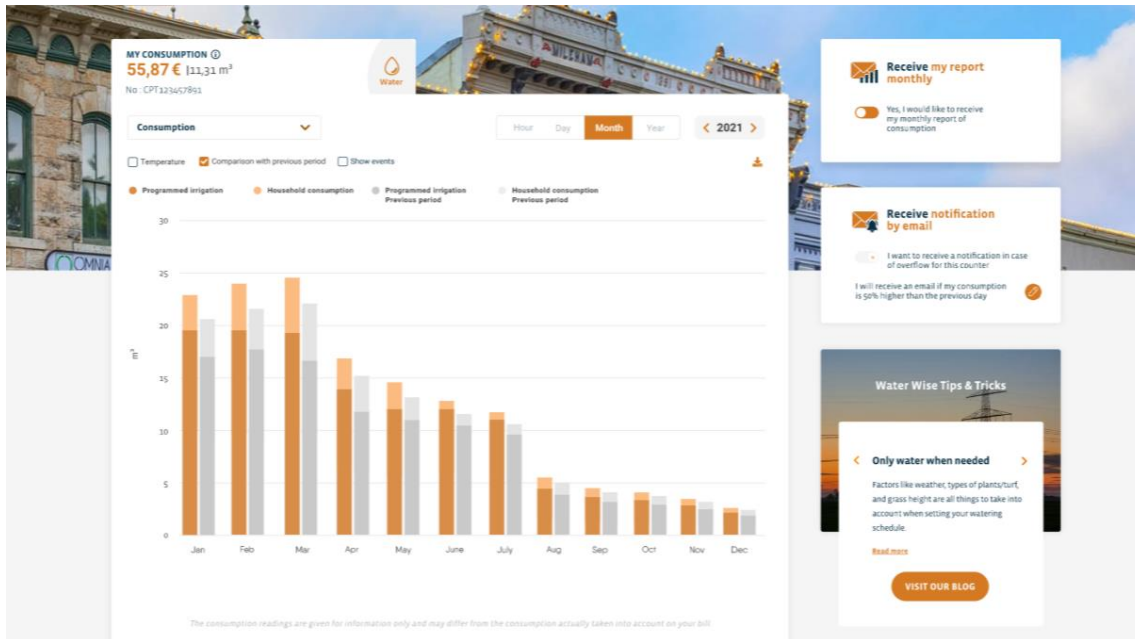 MY CONSUMPTION
55,87 € |11,31 m³
No : CPT123457891
Water
Consumption
Hour Day Month Year
2021
Temperature Comparison with previous period Show events
Programmed irrigation
Household consumption
Programmed irrigation
Previous period
Household consumption
Previous period
30
25
20
15
10
5
0
m³
Jan Feb Mar Apr May June July Aug Sep Oct Nov Dec
The consumption readings are given for information only and may differ from the consumption actually taken into account on your bill
Receive my report
monthly
Yes, I would like to receive
my monthly report of
consumption
Receive notification
by email
I want to receive a notification in case
of overflow for this counter
I will receive an email if my consumption
is 50% higher than the previous day
Water Wise Tips & Tricks
Only water when needed
Factors like weather, types of plants/turf,
and grass height are all things to take into
account when setting your watering
schedule.
Read more
VISIT OUR BLOG
OMNIA